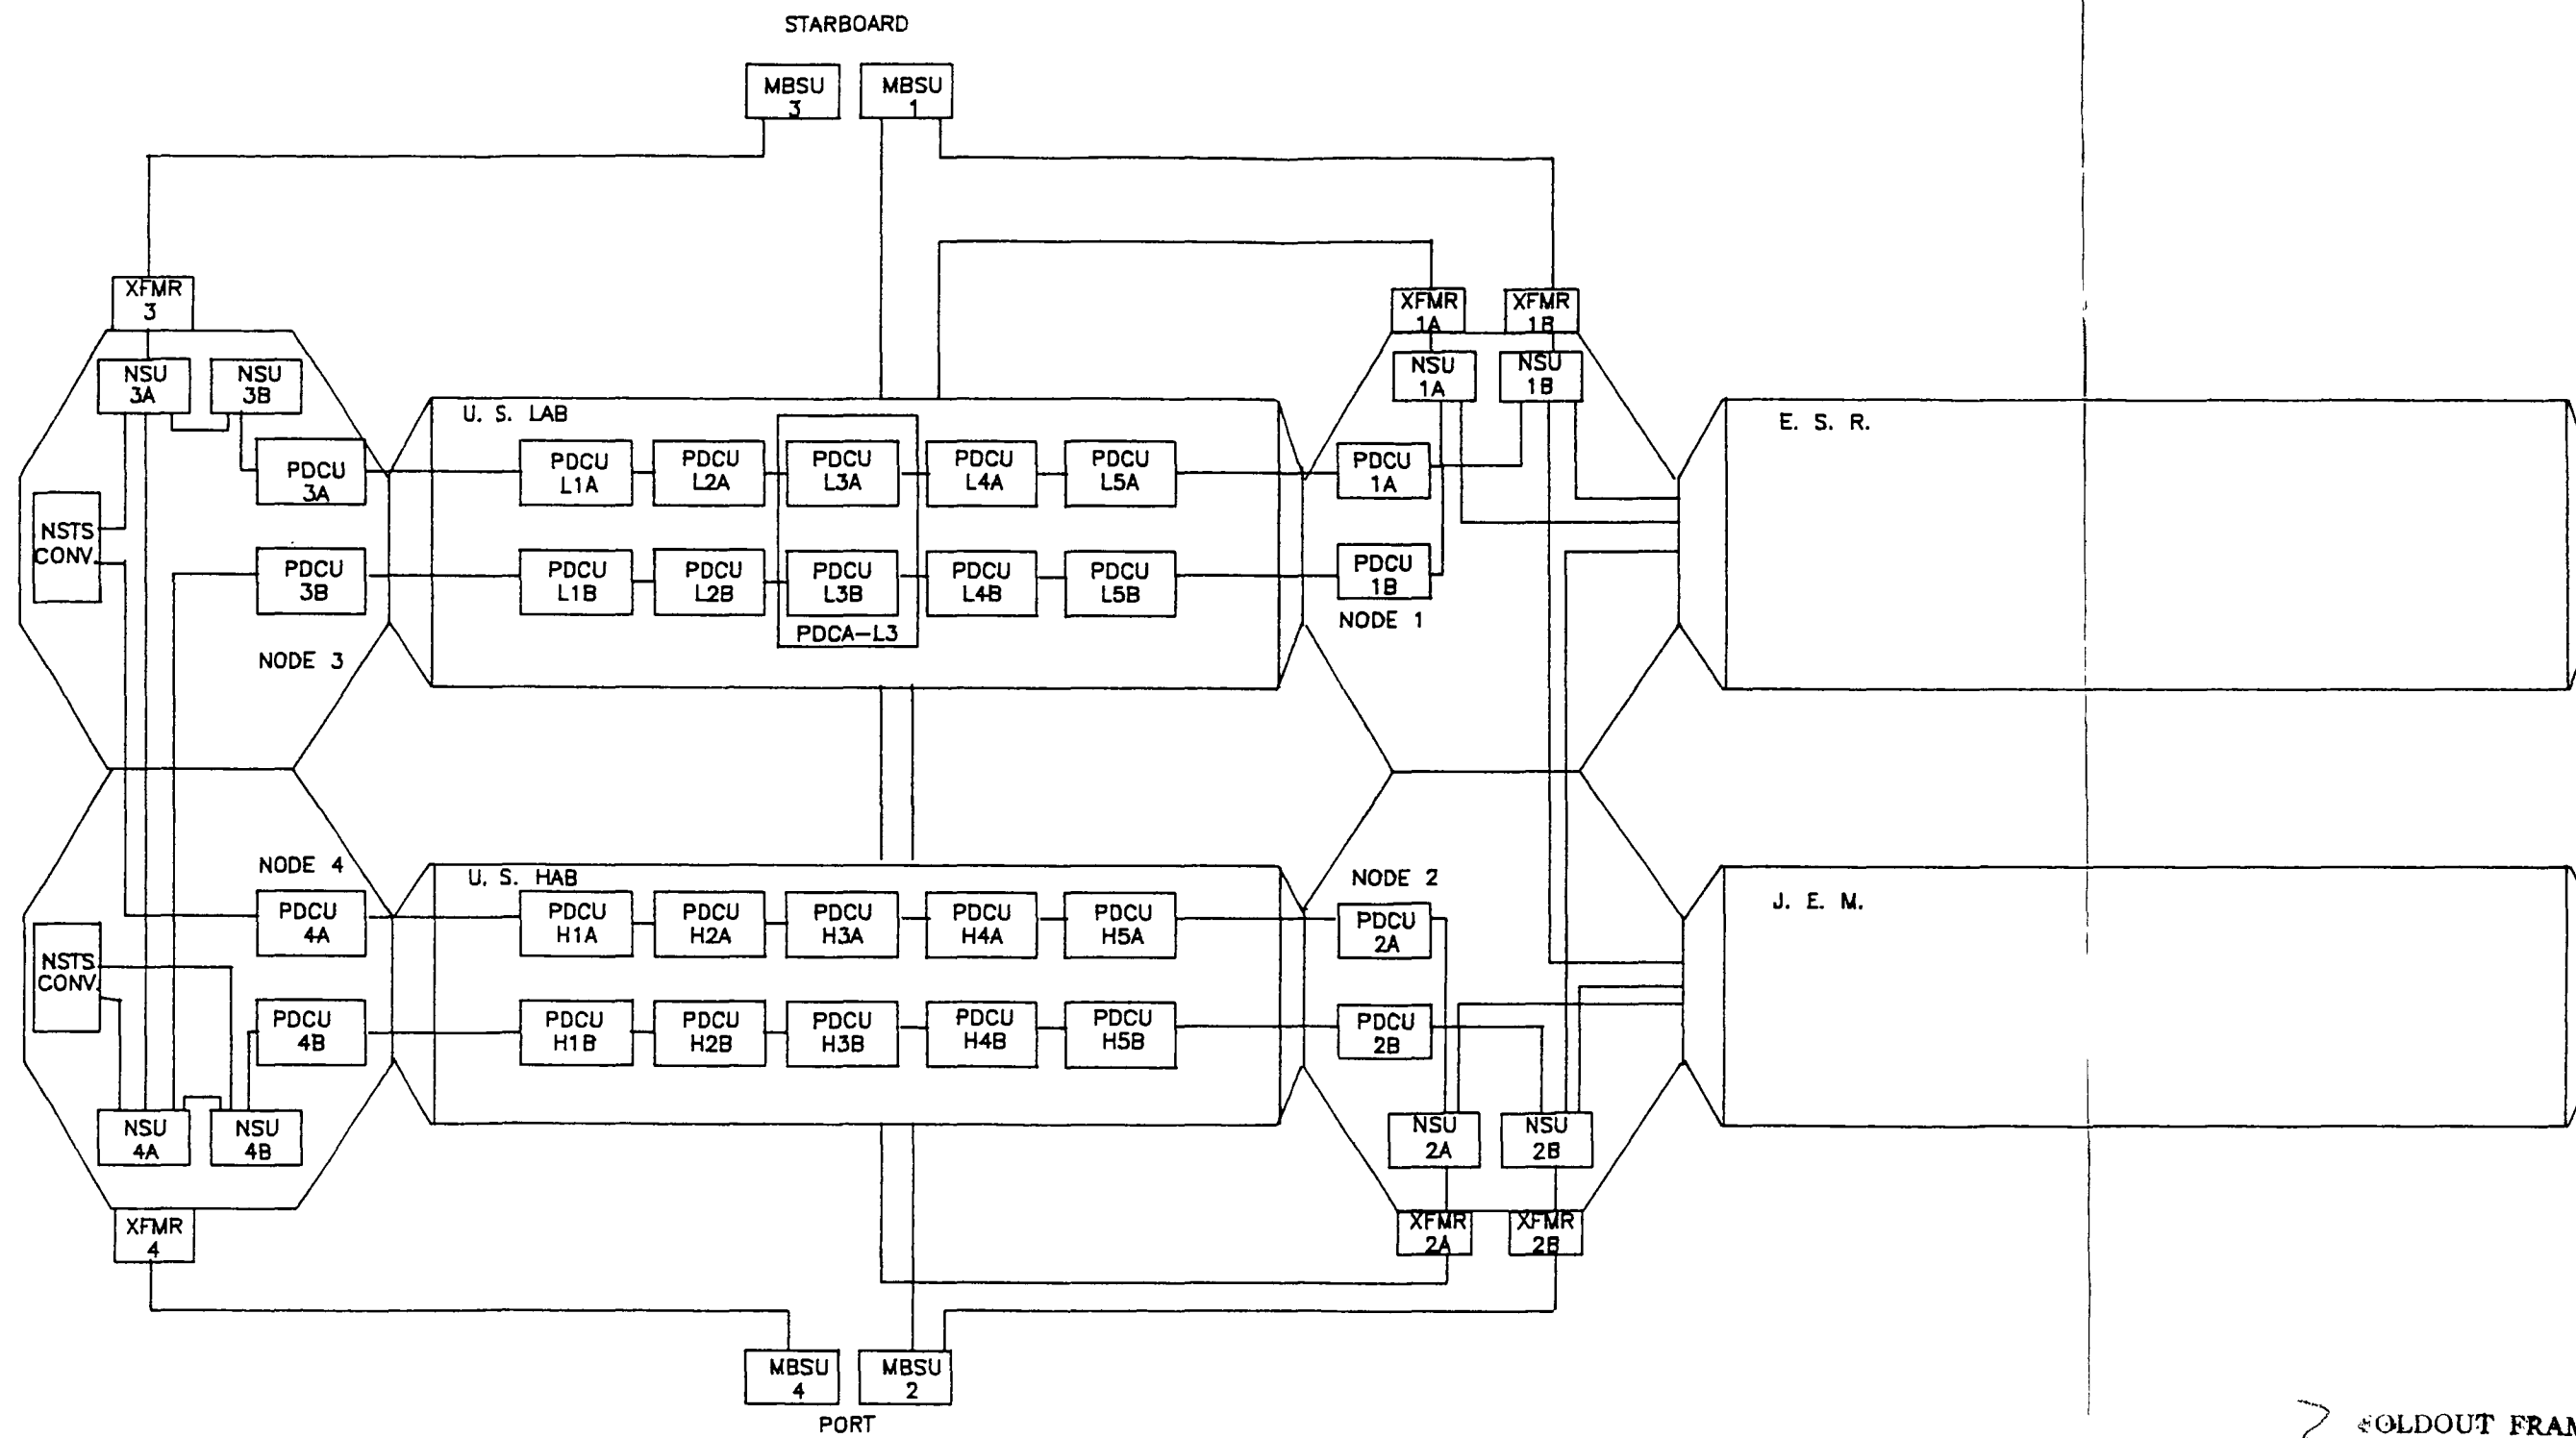 STARBOARD
MBSU
3
MBSU
1
XFMR
3
XFMR
1A
XFMR
1B
NSU
3A
NSU
3B
NSU
1A
NSU
1B
U. S. LAB
E. S. R.
PDCU
3A
PDCU
L1A
PDCU
L2A
PDCU
L3A
PDCU
L4A
PDCU
L5A
PDCU
1A
NSTS
CONV.
PDCU
3B
PDCU
L1B
PDCU
L2B
PDCU
L3B
PDCU
L4B
PDCU
L5B
PDCU
1B
PDCA-L3
NODE 1
NODE 3
NODE 4
U. S. HAB
NODE 2
J. E. M.
PDCU
4A
PDCU
H1A
PDCU
H2A
PDCU
H3A
PDCU
H4A
PDCU
H5A
PDCU
2A
NSTS
CONV.
PDCU
4B
PDCU
H1B
PDCU
H2B
PDCU
H3B
PDCU
H4B
PDCU
H5B
PDCU
2B
NSU
4A
NSU
4B
NSU
2A
NSU
2B
XFMR
4
XFMR
2A
XFMR
2B
MBSU
4
MBSU
2
PORT